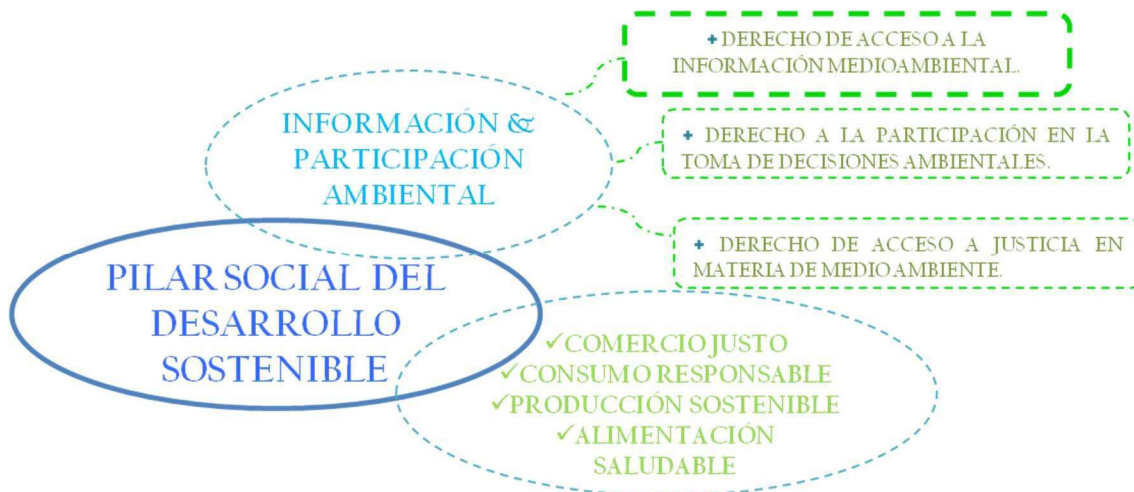 + DERECHO DE ACCESO A LA
INFORMACIÓN MEDIOAMBIENTAL.
INFORMACIÓN &
PARTICIPACIÓN
AMBIENTAL
+ DERECHO A LA PARTICIPACIÓN EN LA
TOMA DE DECISIONES AMBIENTALES.
+ DERECHO DE ACCESO A JUSTICIA EN
MATERIA DE MEDIO AMBIENTE.
PILAR SOCIAL DEL
DESARROLLO
SOSTENIBLE
✓COMERCIO JUSTO
✓CONSUMO RESPONSABLE
✓PRODUCCIÓN SOSTENIBLE
✓ALIMENTACIÓN
SALUDABLE